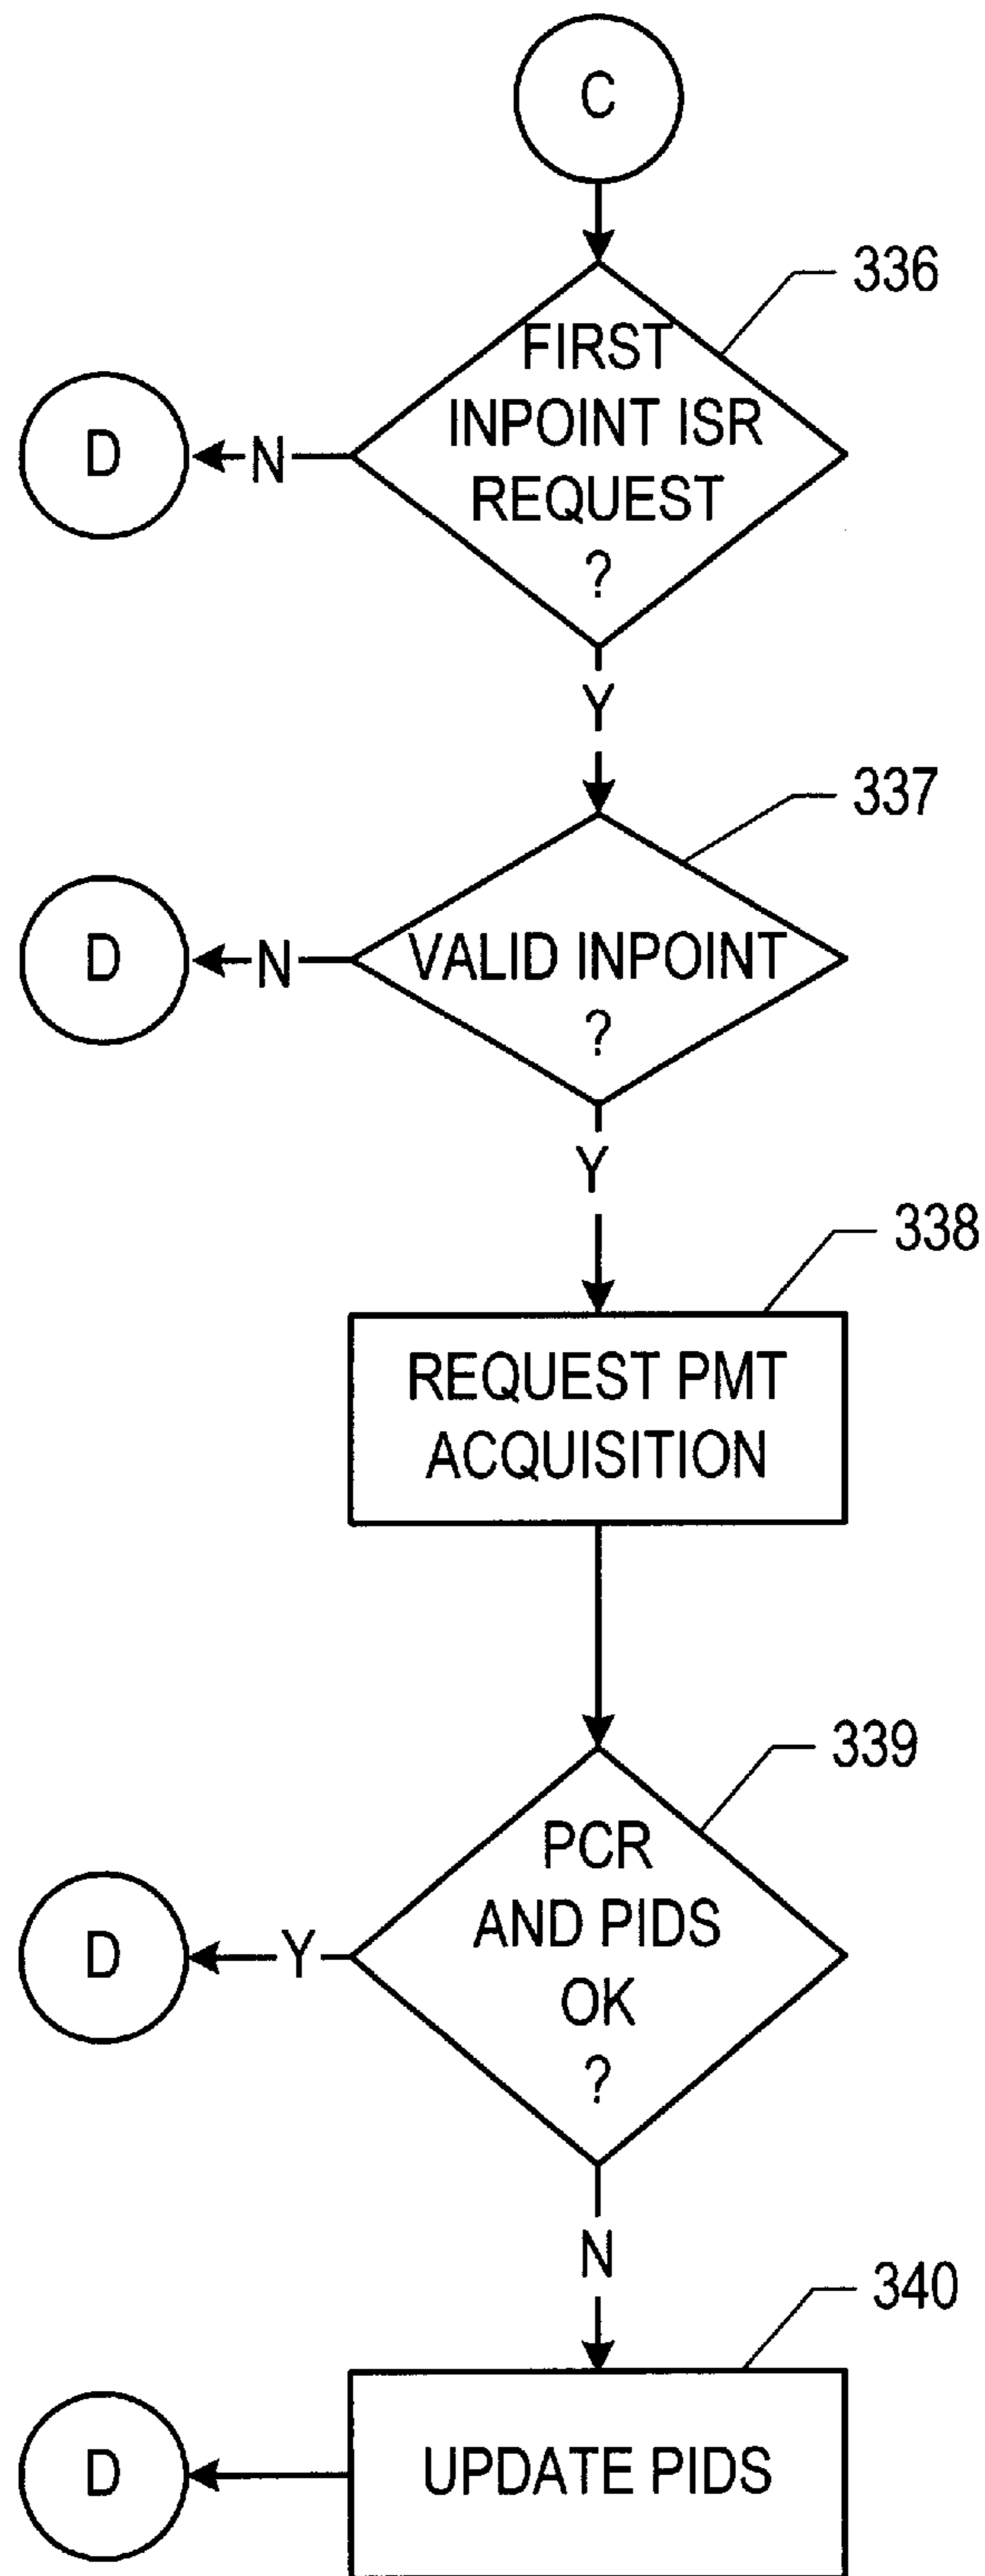 C
336
FIRST
INPOINT ISR
REQUEST
?
D
N
Y
337
VALID INPOINT
?
D
N
Y
338
REQUEST PMT
ACQUISITION
339
PCR
AND PIDS
OK
?
D
Y
N
340
UPDATE PIDS
D